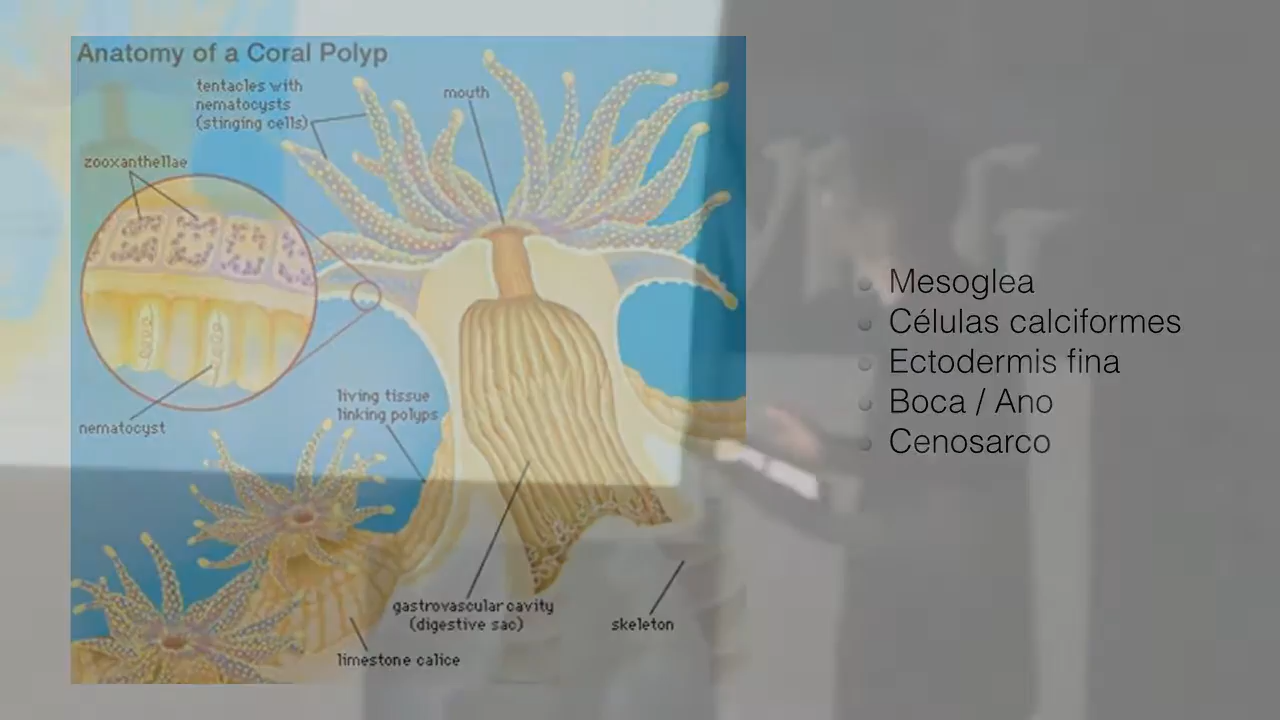 Anatomy of a Coral Polyp
tentacles with
nematocysts
(stinging cells)
mouth
zooxanthellae
nematocyst
living tissue
linking polyps
gastrovascular cavity
(digestive sac)
skeleton
limestone calice
Mesoglea
Células calciformes
Ectodermis fina
Boca / Ano
Cenosarco